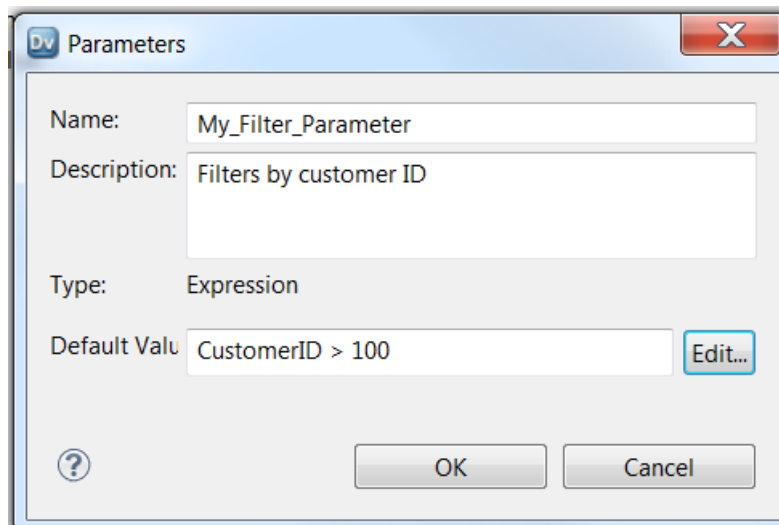 Dv Parameters
Name: My_Filter_Parameter
Description: Filters by customer ID
Type: Expression
Default Valu CustomerID > 100 Edit...
? OK Cancel